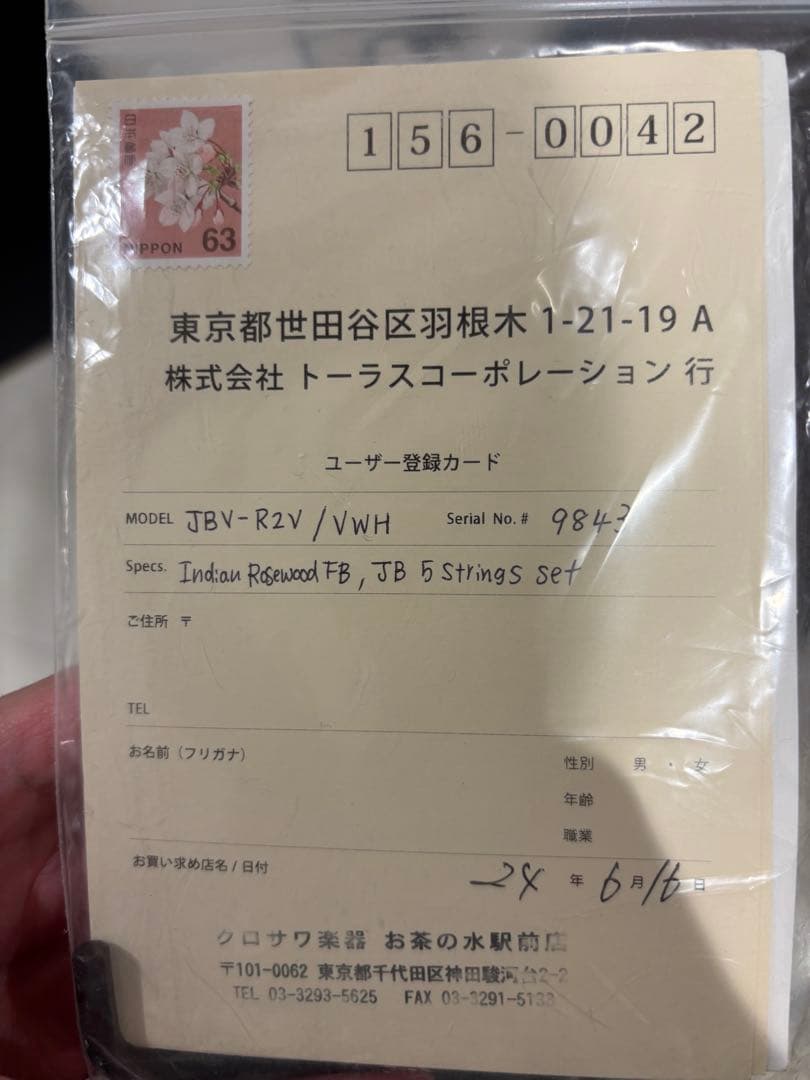 日本郵便
NIPPON 63
156-0042
東京都世田谷区羽根木 1-21-19 A
株式会社 トーラスコーポレーション 行
ユーザー登録カード
MODEL JBV-R2V / VWH Serial No. # 9843
Specs. Indian Rosewood FB, JB 5 strings set
ご住所 〒
TEL
お名前 (フリガナ)
性別 男 ・ 女
年齢
職業
お買い求め店名 / 日付
24 年 6 月 16 日
クロサワ楽器 お茶の水駅前店
〒101-0062 東京都千代田区神田駿河台2-2
TEL 03-3293-5625 FAX 03-3291-5133